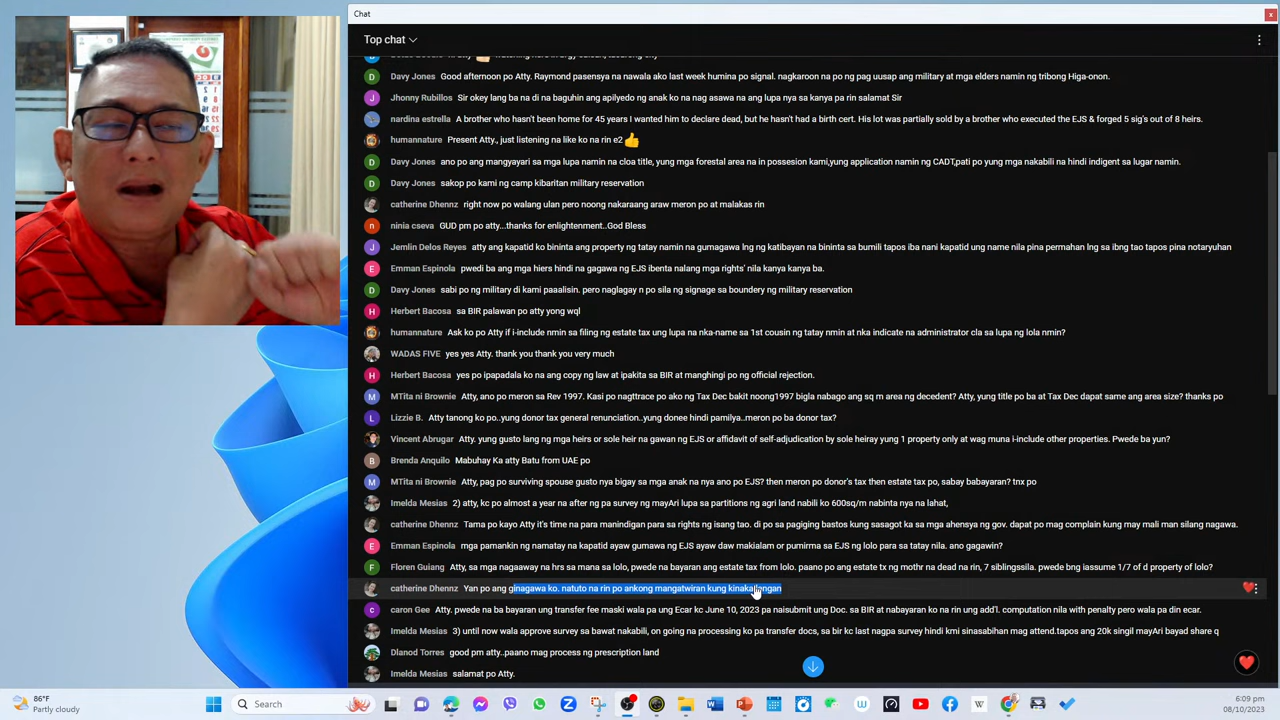 Chat
Top chat
Davy Jones Good afternoon po Atty. Raymond pasensya na nawala ako last week humina po signal. nagkaroon na po ng pag uusap ang military at mga elders namin ng tribong Higa-onon.
Jhonny Rubillos Sir okey lang ba na di na baguhin ang apilyedo ng anak ko na nag asawa na ang lupa nya sa kanya pa rin salamat Sir
nardina estrella A brother who hasn't been home for 45 years I wanted him to declare dead, but he hasn't had a birth cert. His lot was partially sold by a brother who executed the EJS & forged 5 sig's out of 8 heirs.
humannature Present Atty., just listening na like ko na rin e2👍
Davy Jones ano po ang mangyayari sa mga lupa namin na cloa title, yung mga forestal area na in possesion kami,yung application namin ng CADT,pati po yung mga nakabili na hindi indigent sa lugar namin.
Davy Jones sakop po kami ng camp kibaritan military reservation
catherine Dhennz right now po walang ulan pero noong nakaraang araw meron po at malakas rin
ninia cseva GUD pm po atty...thanks for enlightenment..God Bless
Jemlin Delos Reyes atty ang kapatid ko bininta ang property ng tatay namin na gumagawa lng ng katibayan na bininta sa bumili tapos iba nani kapatid ung name nila pina permahan lng sa ibng tao tapos pina notaryuhan
Emman Espinola pwedi ba ang mga hiers hindi na gagawa ng EJS ibenta nalang mga rights' nila kanya kanya ba.
Davy Jones sabi po ng military di kami paaalisin. pero naglagay n po sila ng signage sa boundery ng military reservation
Herbert Bacosa sa BIR palawan po atty yong wql
humannature Ask ko po Atty if i-include nmin sa filing ng estate tax ung lupa na nka-name sa 1st cousin ng tatay nmin at nka indicate na administrator cla sa lupa ng lola nmin?
WADAS FIVE yes yes Atty. thank you thank you very much
Herbert Bacosa yes po ipapadala ko na ang copy ng law at ipakita sa BIR at manghingi po ng official rejection.
MTita ni Brownie Atty, ano po meron sa Rev 1997. Kasi po nagtrace po ako ng Tax Dec bakit noong1997 bigla nabago ang sq m area ng decedent? Atty, yung title po ba at Tax Dec dapat same ang area size? thanks po
Lizzie B. Atty tanong ko po..yung donor tax general renunciation..yung donee hindi pamilya..meron po ba donor tax?
Vincent Abrugar Atty. yung gusto lang ng mga heirs or sole heir na gawan ng EJS or affidavit of self-adjudication by sole heiray yung 1 property only at wag muna i-include other properties. Pwede ba yun?
Brenda Anquilo Mabuhay Ka atty Batu from UAE po
MTita ni Brownie Atty, pag po surviving spouse gusto nya bigay sa mga anak na nya ano po EJS? then meron po donor's tax then estate tax po, sabay babayaran? tnx po
Imelda Mesias 2) atty, kc po almost a year na after ng pa survey ng mayAri lupa sa partitions ng agri land nabili ko 600sq/m nabinta nya na lahat,
catherine Dhennz Tama po kayo Atty it's time na para manindigan para sa rights ng isang tao. di po sa pagiging bastos kung sasagot ka sa mga ahensya ng gov. dapat po mag complain kung may mali man silang nagawa.
Emman Espinola mga pamankin ng namatay na kapatid ayaw gumawa ng EJS ayaw daw makialam or pumirma sa EJS ng lolo para sa tatay nila. ano gagawin?
Floren Guiang Atty, sa mga nagaaway na hrs sa mana sa lolo, pwede na bayaran ang estate tax from lolo. paano po ang estate tx ng mothr na dead na rin, 7 siblingssila. pwede bng iassume 1/7 of d property of lolo?
catherine Dhennz Yan po ang ginagawa ko. natuto na rin po ankong mangatwiran kung kinakailangan
caron Gee Atty. pwede na ba bayaran ung transfer fee maski wala pa ung Ecar kc June 10, 2023 pa naisubmit ung Doc. sa BIR at nabayaran ko na rin ung add'l. computation nila with penalty pero wala pa din ecar.
Imelda Mesias 3) until now wala approve survey sa bawat nakabili, on going na processing ko pa transfer docs, sa bir kc last nagpa survey hindi kmi sinasabihan mag attend.tapos ang 20k singil mayAri bayad share q
Dlanod Torres good pm atty..paano mag process ng prescription land
Imelda Mesias salamat po Atty.
86°F
Partly cloudy
Search
6:09 pm
08/10/2023